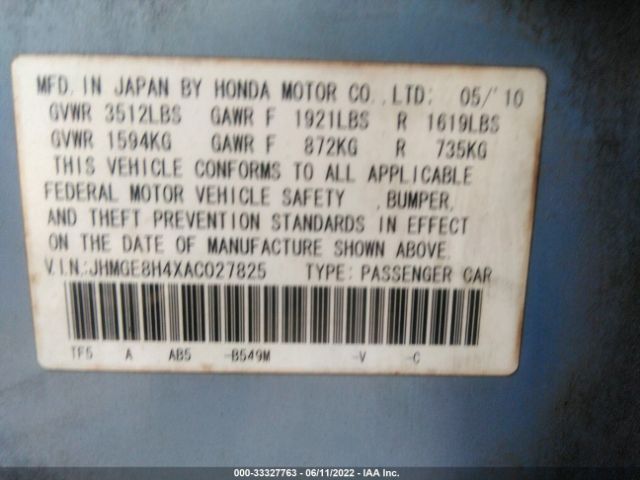 MFD. IN JAPAN BY HONDA MOTOR CO., LTD; 05/'10
GVWR 3512LBS GAWR F 1921LBS R 1619LBS
GVWR 1594KG GAWR F 872KG R 735KG
THIS VEHICLE CONFORMS TO ALL APPLICABLE
FEDERAL MOTOR VEHICLE SAFETY , BUMPER,
AND THEFT PREVENTION STANDARDS IN EFFECT
ON THE DATE OF MANUFACTURE SHOWN ABOVE.
V.I.N.:JHMGE8H4XAC027825 TYPE: PASSENGER CAR
TF5 A AB5 -B549M -V -C
000-33327763 - 06/11/2022 - IAA Inc.